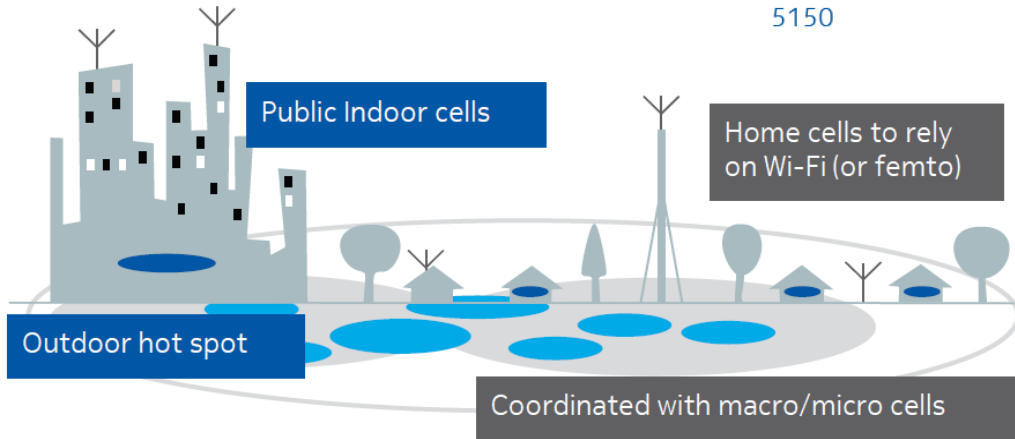 5150
Public Indoor cells
Home cells to rely
on Wi-Fi (or femto)
Outdoor hot spot
Coordinated with macro/micro cells